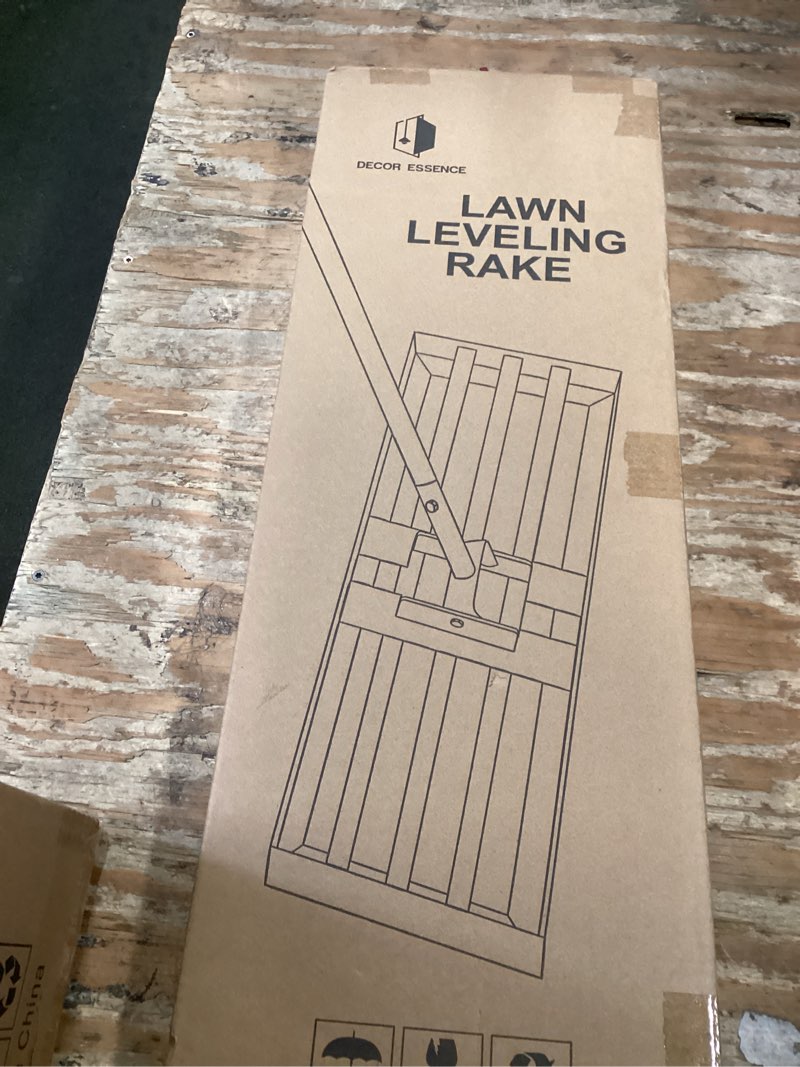 DECOR ESSENCE
LAWN
LEVELING
RAKE
China